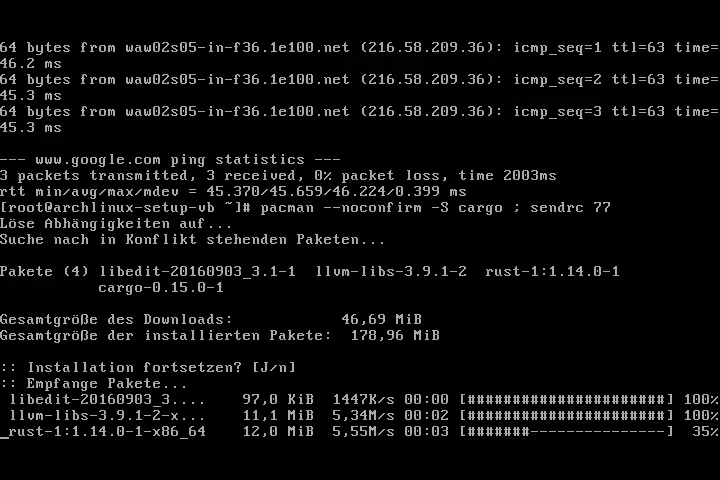 64 bytes from waw02s05-in-f36.1e100.net (216.58.209.36): icmp_seq=1 ttl=63 time=
46.2 ms
64 bytes from waw02s05-in-f36.1e100.net (216.58.209.36): icmp_seq=2 ttl=63 time=
45.3 ms
64 bytes from waw02s05-in-f36.1e100.net (216.58.209.36): icmp_seq=3 ttl=63 time=
45.3 ms

--- www.google.com ping statistics ---
3 packets transmitted, 3 received, 0% packet loss, time 2003ms
rtt min/avg/max/mdev = 45.370/45.659/46.224/0.399 ms
[root@archlinux-setup-vb ~]# pacman --noconfirm -S cargo ; sendrc 77
Löse Abhängigkeiten auf...
Suche nach in Konflikt stehenden Paketen...

Pakete (4) libedit-20160903_3.1-1  llvm-libs-3.9.1-2  rust-1:1.14.0-1
           cargo-0.15.0-1

Gesamtgröße des Downloads:              46,69 MiB
Gesamtgröße der installierten Pakete:  178,96 MiB

:: Installation fortsetzen? [J/n]
:: Empfange Pakete...
 libedit-20160903_3....    97,0 KiB  1447K/s 00:00 [######################] 100%
 llvm-libs-3.9.1-2-x...    11,1 MiB  5,34M/s 00:02 [######################] 100%
_rust-1:1.14.0-1-x86_64    12,0 MiB  5,55M/s 00:03 [#######---------------]  35%